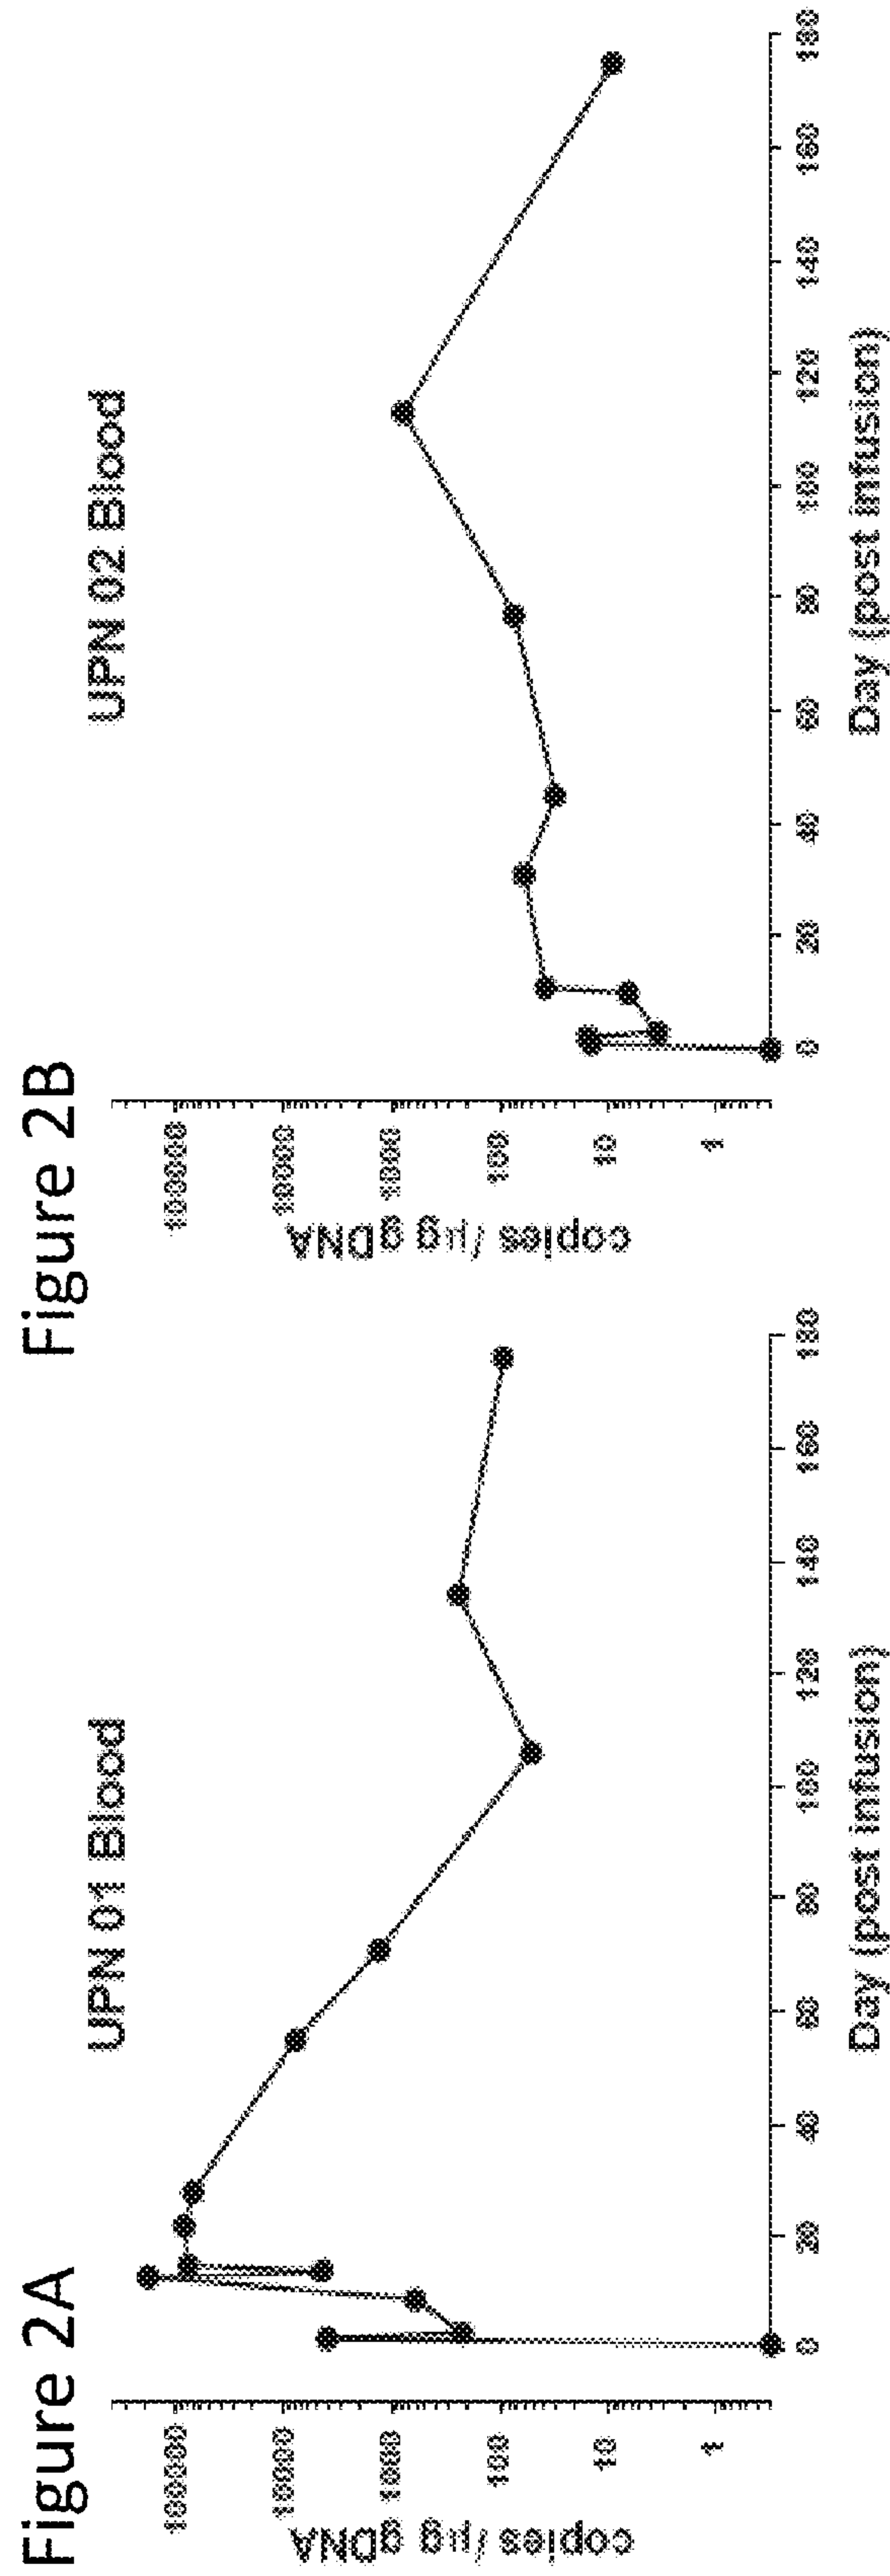 Figure 2A
UPN 01 Blood
copies / µg gDNA
100000
10000
1000
100
10
1
0 20 40 60 80 100 120 140 160 180
Day (post infusion)
Figure 2B
UPN 02 Blood
copies / µg gDNA
100000
10000
1000
100
10
1
0 20 40 60 80 100 120 140 160 180
Day (post infusion)